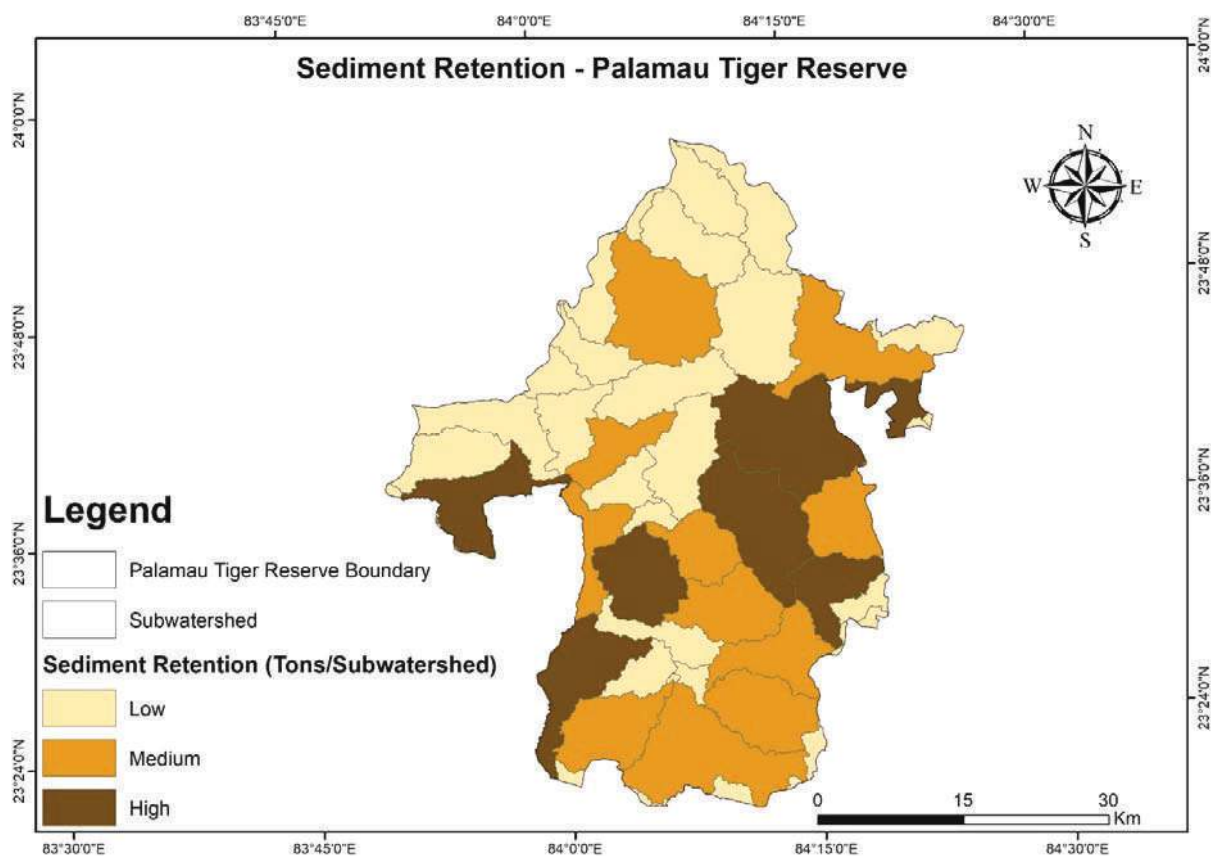 83°45'0"E 84°0'0"E 84°15'0"E 84°30'0"E
Sediment Retention - Palamau Tiger Reserve
24°0'0"N
24°0'0"N
N
W E
S
23°48'0"N
23°48'0"N
23°36'0"N
23°36'0"N
23°24'0"N
23°24'0"N
Legend
Palamau Tiger Reserve Boundary
Subwatershed
Sediment Retention (Tons/Subwatershed)
Low
Medium
High
0 15 30
Km
83°30'0"E 83°45'0"E 84°0'0"E 84°15'0"E 84°30'0"E